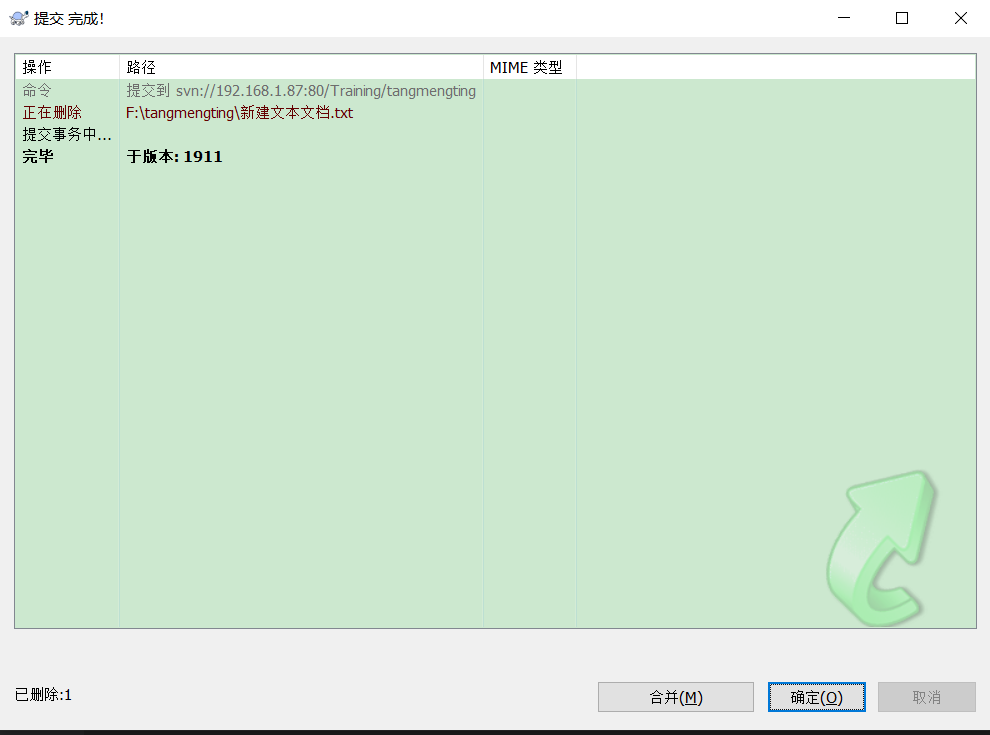 提交 完成!
操作 路径 MIME 类型
命令 提交到 svn://192.168.1.87:80/Training/tangmengting
正在删除 F:\tangmengting\新建文本文档.txt
提交事务中...
完毕 于版本: 1911
已删除:1 合并(M) 确定(O) 取消